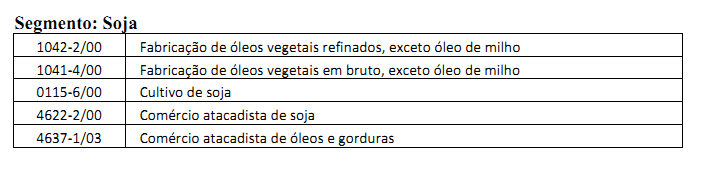 Segmento: Soja
1042-2/00 Fabricação de óleos vegetais refinados, exceto óleo de milho
1041-4/00 Fabricação de óleos vegetais em bruto, exceto óleo de milho
0115-6/00 Cultivo de soja
4622-2/00 Comércio atacadista de soja
4637-1/03 Comércio atacadista de óleos e gorduras